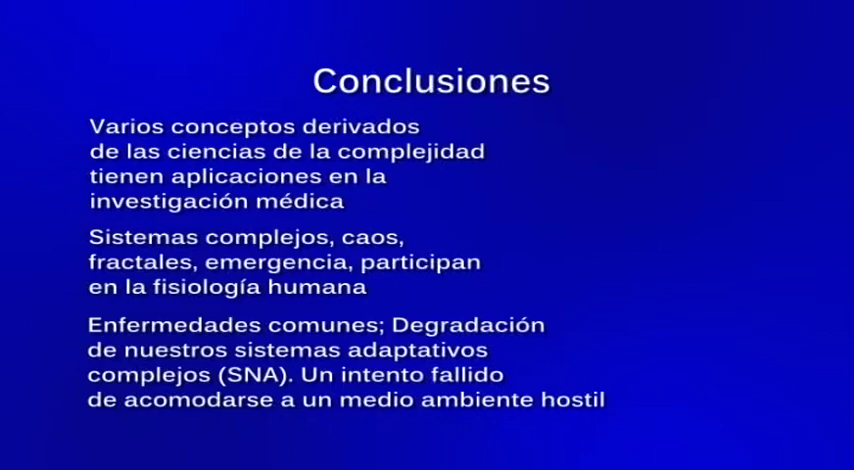 Conclusiones
Varios conceptos derivados
de las ciencias de la complejidad
tienen aplicaciones en la
investigación médica
Sistemas complejos, caos,
fractales, emergencia, participan
en la fisiología humana
Enfermedades comunes; Degradación
de nuestros sistemas adaptativos
complejos (SNA). Un intento fallido
de acomodarse a un medio ambiente hostil